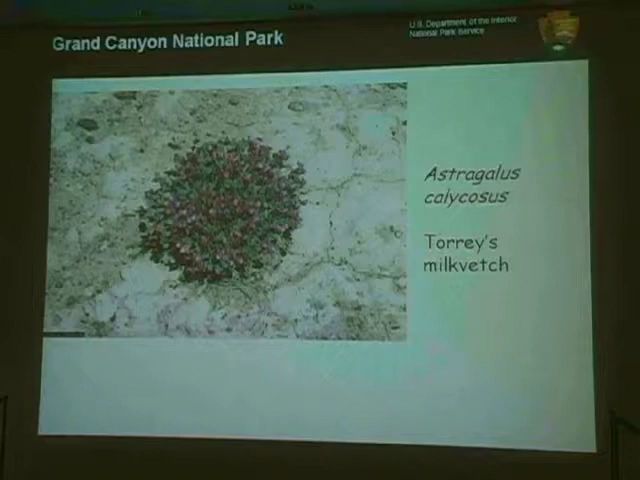 Grand Canyon National Park
U.S. Department of the Interior
National Park Service
Astragalus
calycosus
Torrey's
milkvetch